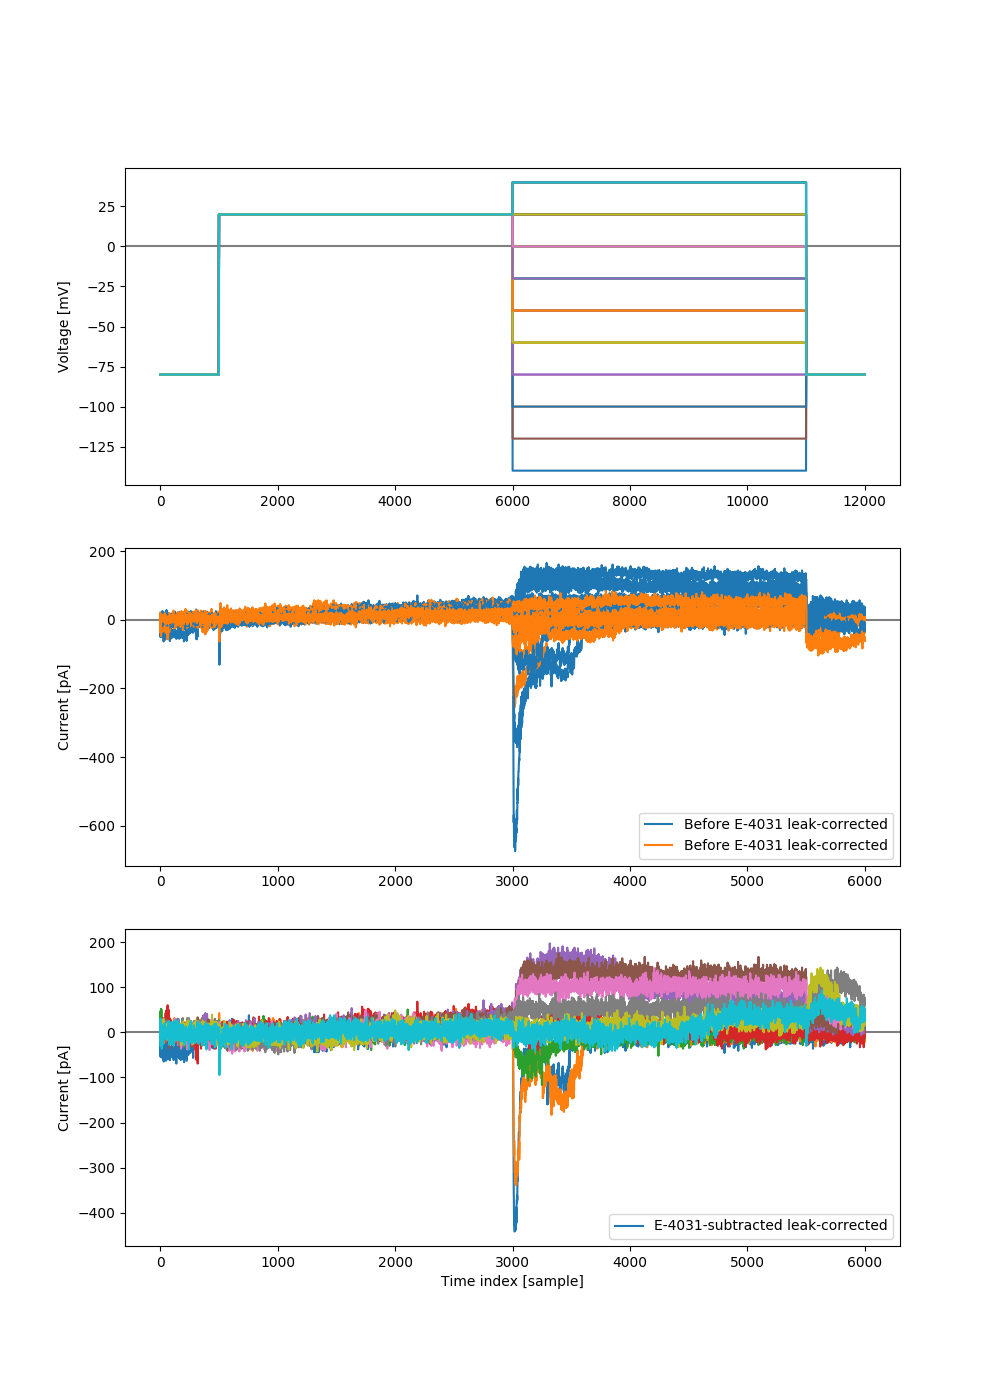 25
0
−25
−50
−75
−100
−125
Voltage [mV]
0 2000 4000 6000 8000 10000 12000
200
0
−200
−400
−600
Current [pA]
Before E-4031 leak-corrected
Before E-4031 leak-corrected
0 1000 2000 3000 4000 5000 6000
200
100
0
−100
−200
−300
−400
Current [pA]
E-4031-subtracted leak-corrected
0 1000 2000 3000 4000 5000 6000
Time index [sample]